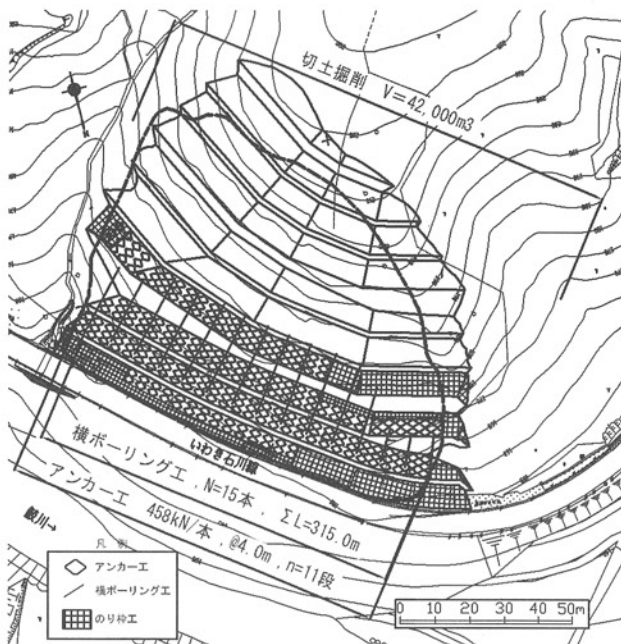 切土掘削 V=42,000m3
いわき石川線
横ボーリング工, N=15本, ΣL=315.0m
アンカー工 458kN/本, @4.0m, n=11段
鮫川→
凡例
アンカー工
横ボーリング工
のり枠工
0 10 20 30 40 50m